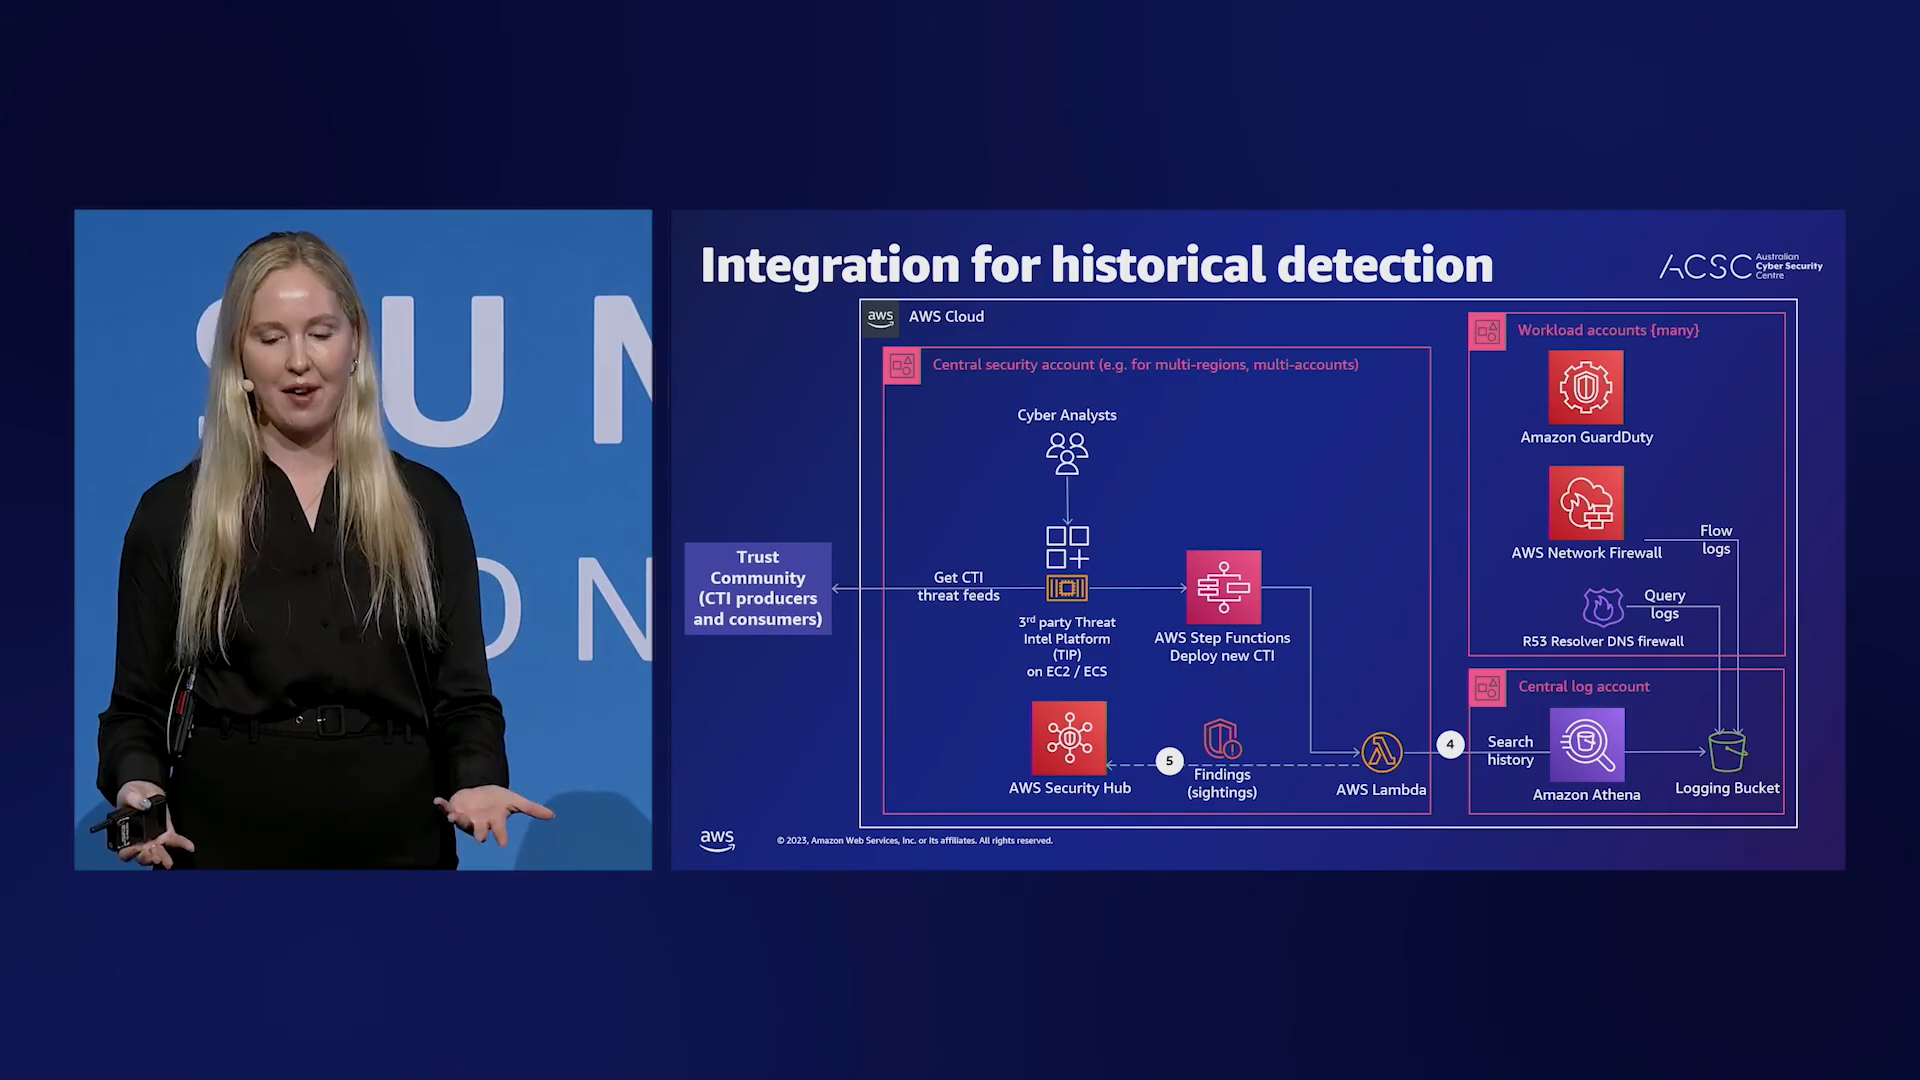 SUM
ON
Integration for historical detection
ACSC Australian
Cyber Security
Centre
aws AWS Cloud
Workload accounts {many}
Central security account (e.g. for multi-regions, multi-accounts)
Cyber Analysts
Amazon GuardDuty
AWS Network Firewall
Flow
logs
Query
logs
R53 Resolver DNS firewall
Trust
Community
(CTI producers
and consumers)
Get CTI
threat feeds
3rd party Threat
Intel Platform
(TIP)
on EC2 / ECS
AWS Step Functions
Deploy new CTI
Central log account
AWS Security Hub
5
Findings
(sightings)
AWS Lambda
4
Search
history
Amazon Athena
Logging Bucket
aws
© 2023, Amazon Web Services, Inc. or its affiliates. All rights reserved.